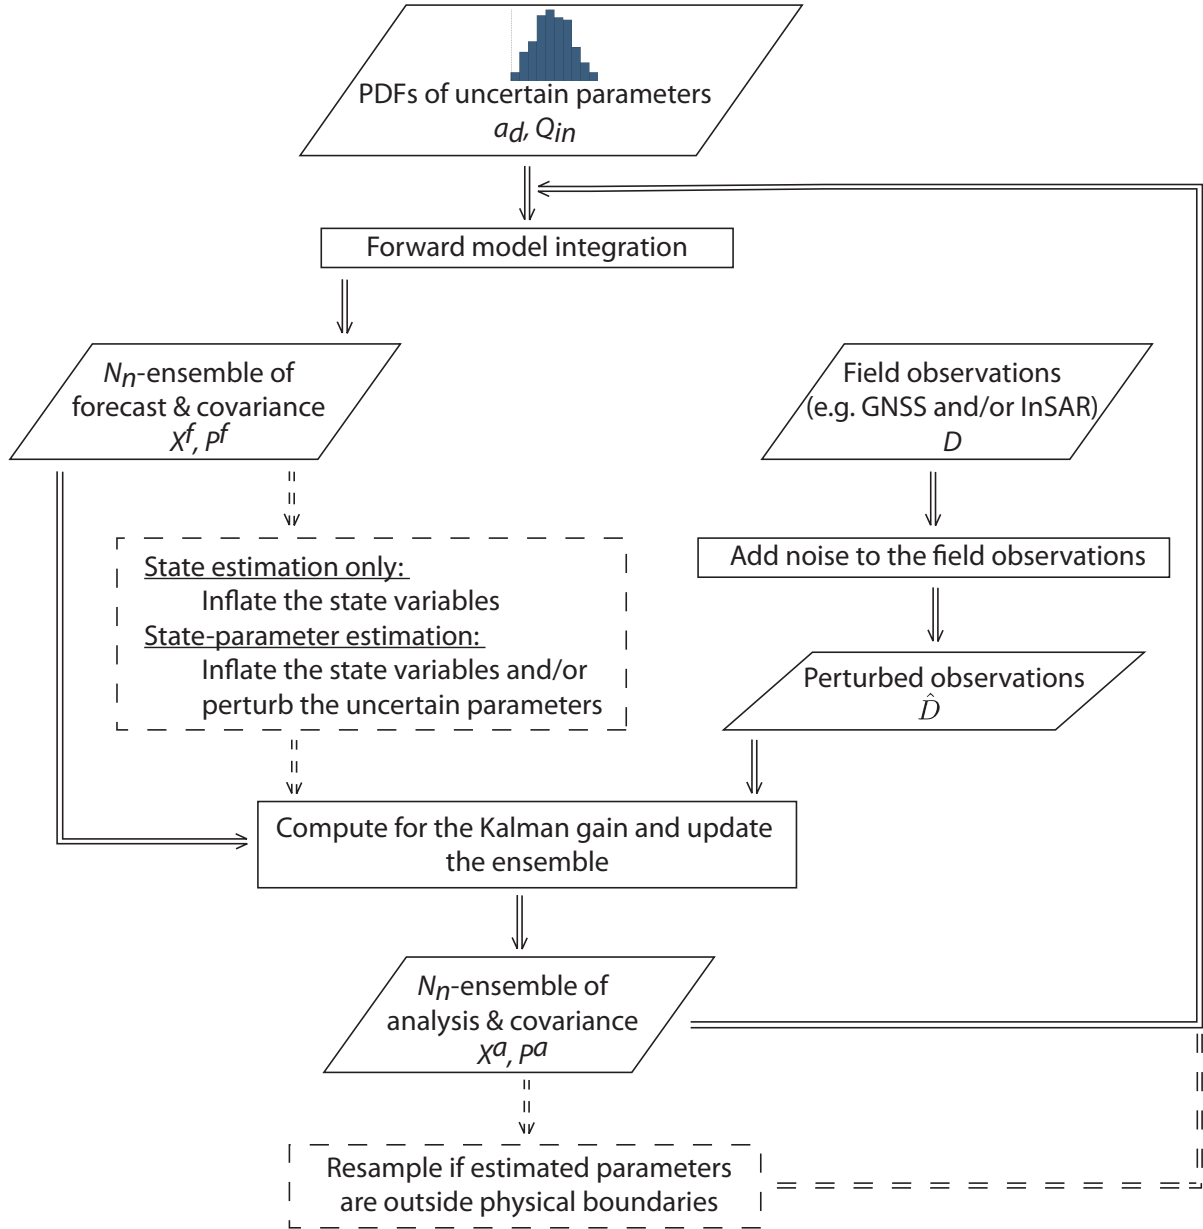 PDFs of uncertain parameters
a_d, Q_in
Forward model integration
N_n-ensemble of
forecast & covariance
X^f, P^f
Field observations
(e.g. GNSS and/or InSAR)
D
State estimation only:
Inflate the state variables
State-parameter estimation:
Inflate the state variables and/or
perturb the uncertain parameters
Add noise to the field observations
Perturbed observations
D̂
Compute for the Kalman gain and update
the ensemble
N_n-ensemble of
analysis & covariance
X^a, P^a
Resample if estimated parameters
are outside physical boundaries